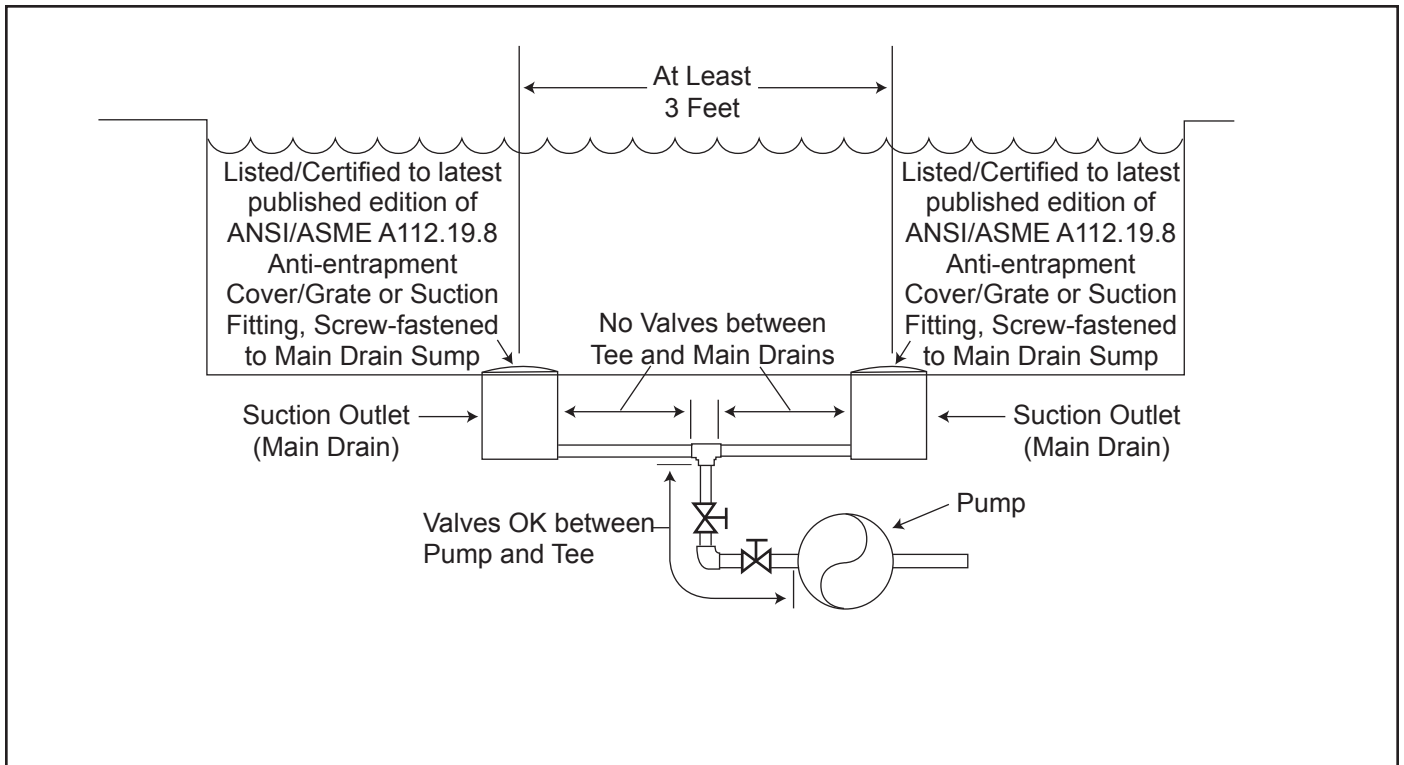 At Least
3 Feet
Listed/Certified to latest
published edition of
ANSI/ASME A112.19.8
Anti-entrapment
Cover/Grate or Suction
Fitting, Screw-fastened
to Main Drain Sump
Listed/Certified to latest
published edition of
ANSI/ASME A112.19.8
Anti-entrapment
Cover/Grate or Suction
Fitting, Screw-fastened
to Main Drain Sump
No Valves between
Tee and Main Drains
Suction Outlet
(Main Drain)
Suction Outlet
(Main Drain)
Valves OK between
Pump and Tee
Pump